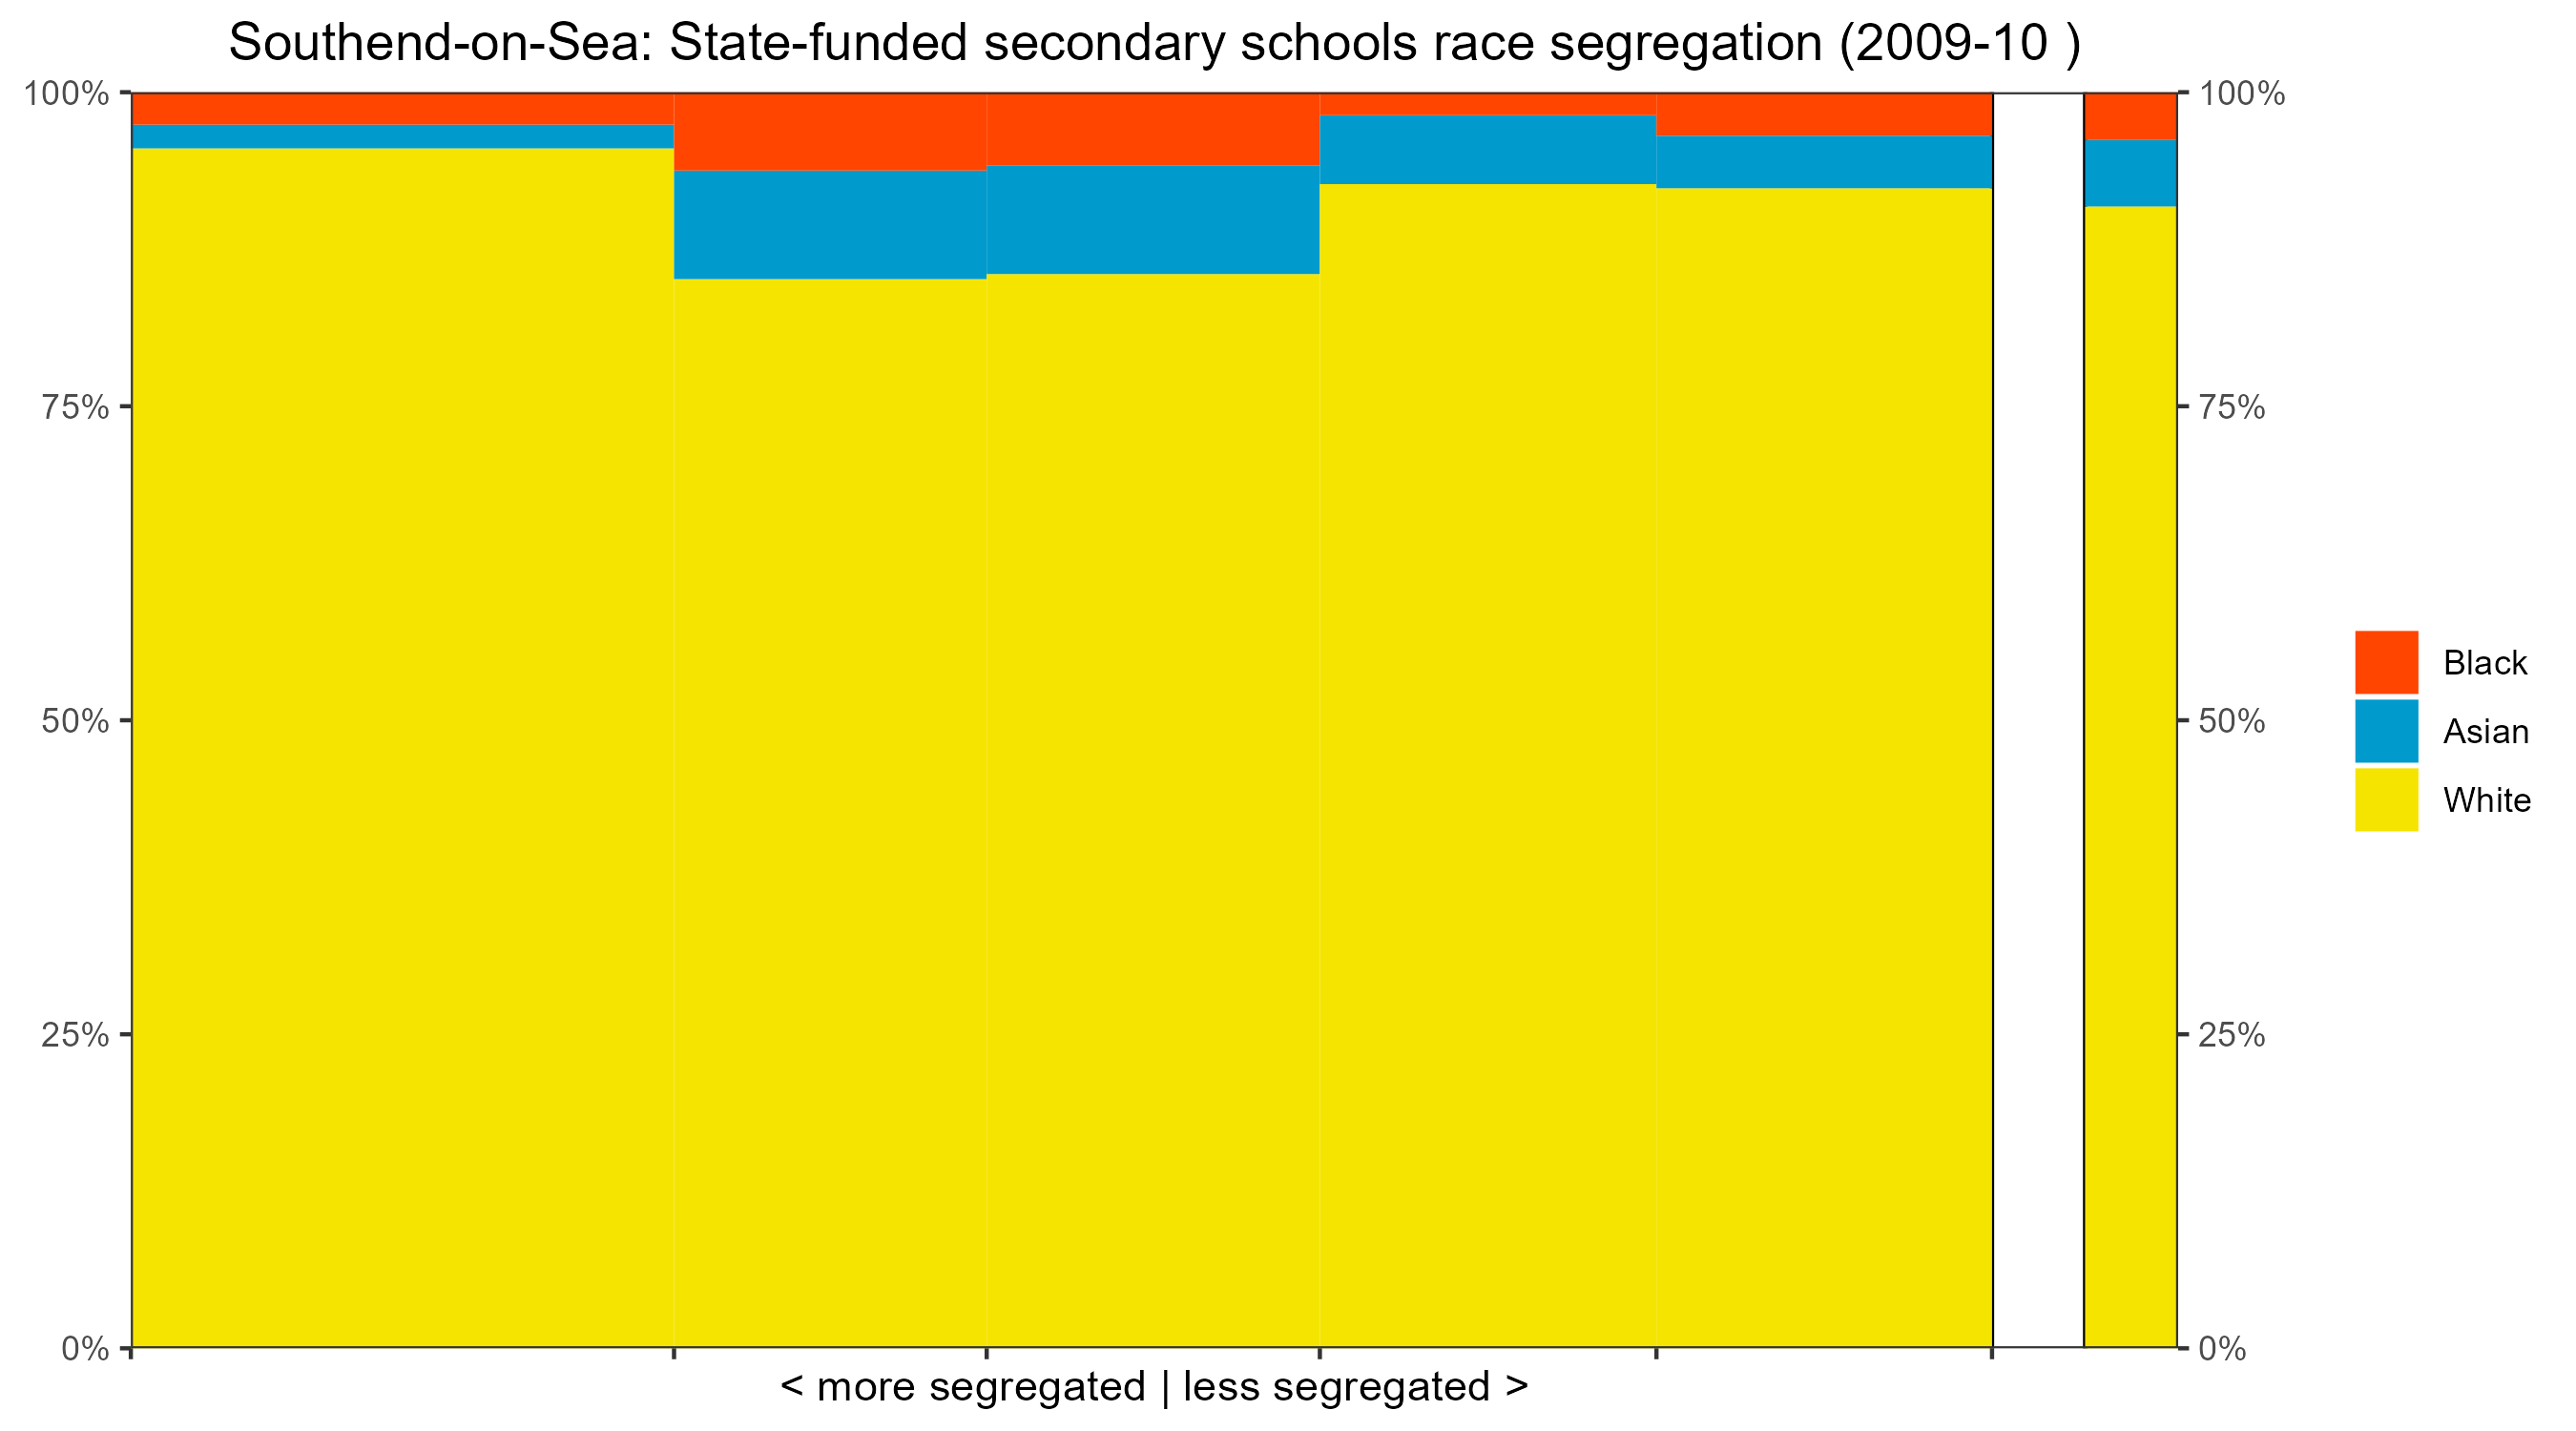 Southend-on-Sea: State-funded secondary schools race segregation (2009-10 )
100%
75%
50%
25%
0%
100%
75%
50%
25%
0%
Black
Asian
White
< more segregated | less segregated >